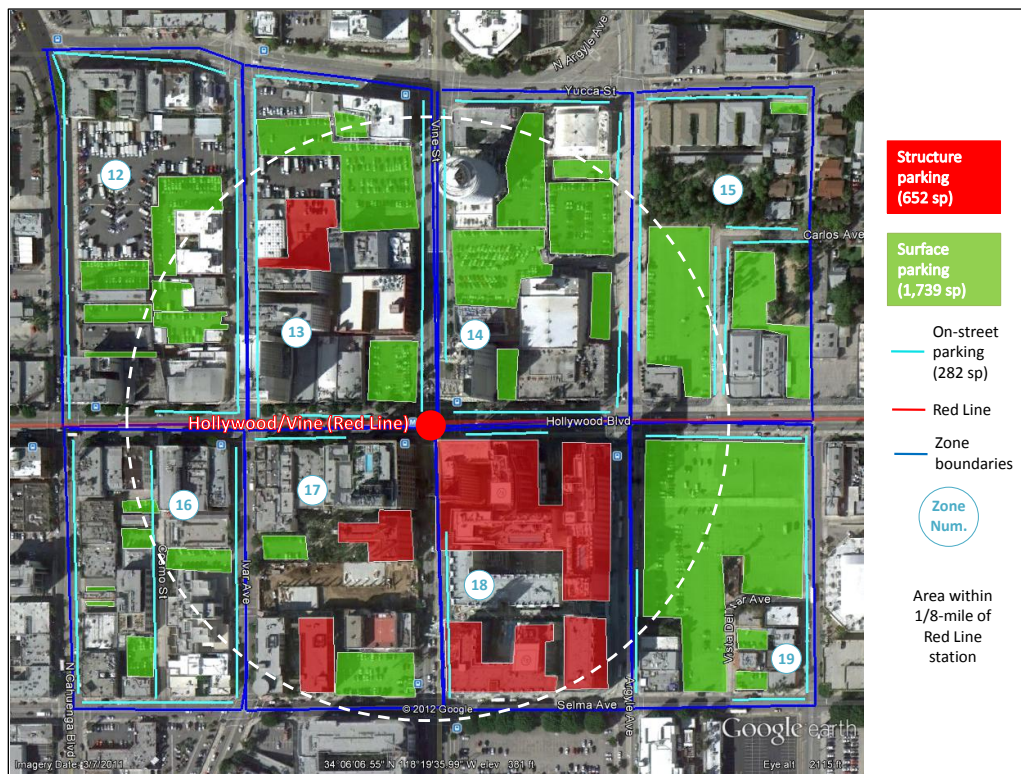 N Argyle Ave
Yucca St
Vine St
12
15
Carlos Ave
13
14
Hollywood/Vine (Red Line)
Hollywood Blvd
16
17
18
19
Cosmo St
Ivar Ave
Vista Del Mar Ave
N Cahuenga Blvd
Argyle Ave
Selma Ave
© 2012 Google
Google earth
Imagery Date: 3/7/2011
34°06'06.55" N 118°19'35.99" W elev 381 ft
Eye alt 2115 ft
Structure
parking
(652 sp)
Surface
parking
(1,739 sp)
On-street
parking
(282 sp)
Red Line
Zone
boundaries
Zone
Num.
Area within
1/8-mile of
Red Line
station